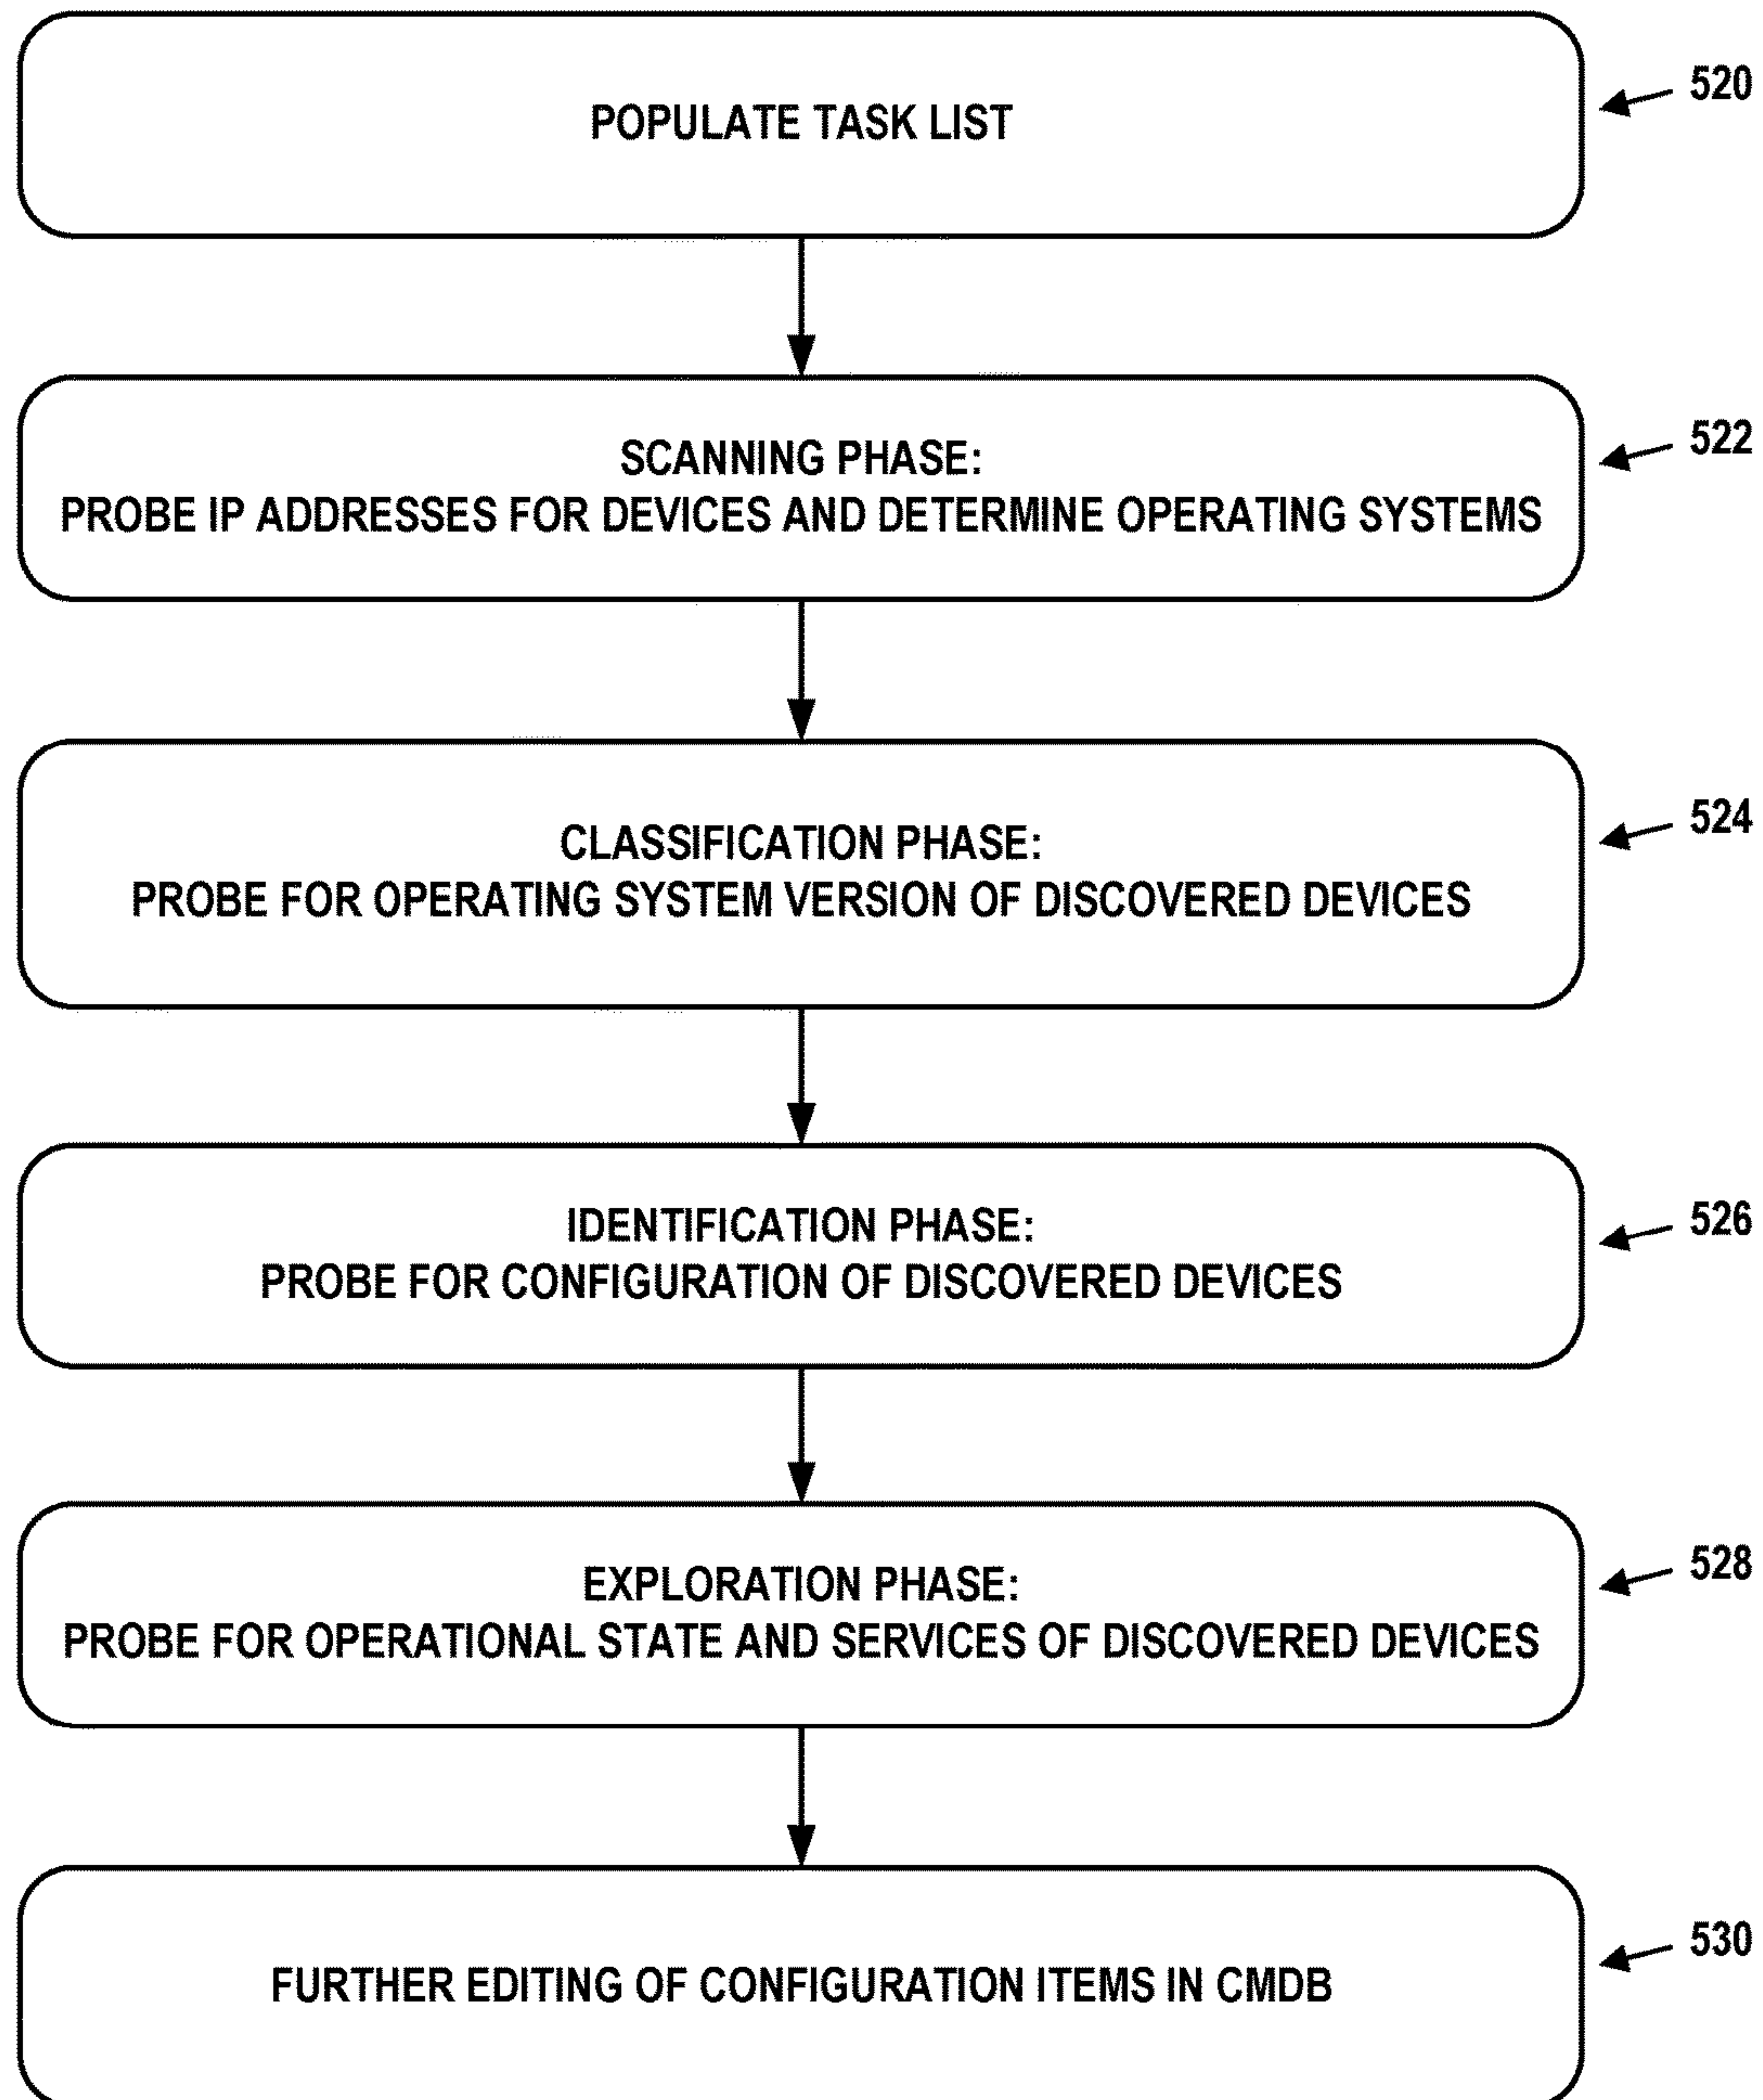 POPULATE TASK LIST
520
SCANNING PHASE:
PROBE IP ADDRESSES FOR DEVICES AND DETERMINE OPERATING SYSTEMS
522
CLASSIFICATION PHASE:
PROBE FOR OPERATING SYSTEM VERSION OF DISCOVERED DEVICES
524
IDENTIFICATION PHASE:
PROBE FOR CONFIGURATION OF DISCOVERED DEVICES
526
EXPLORATION PHASE:
PROBE FOR OPERATIONAL STATE AND SERVICES OF DISCOVERED DEVICES
528
FURTHER EDITING OF CONFIGURATION ITEMS IN CMDB
530